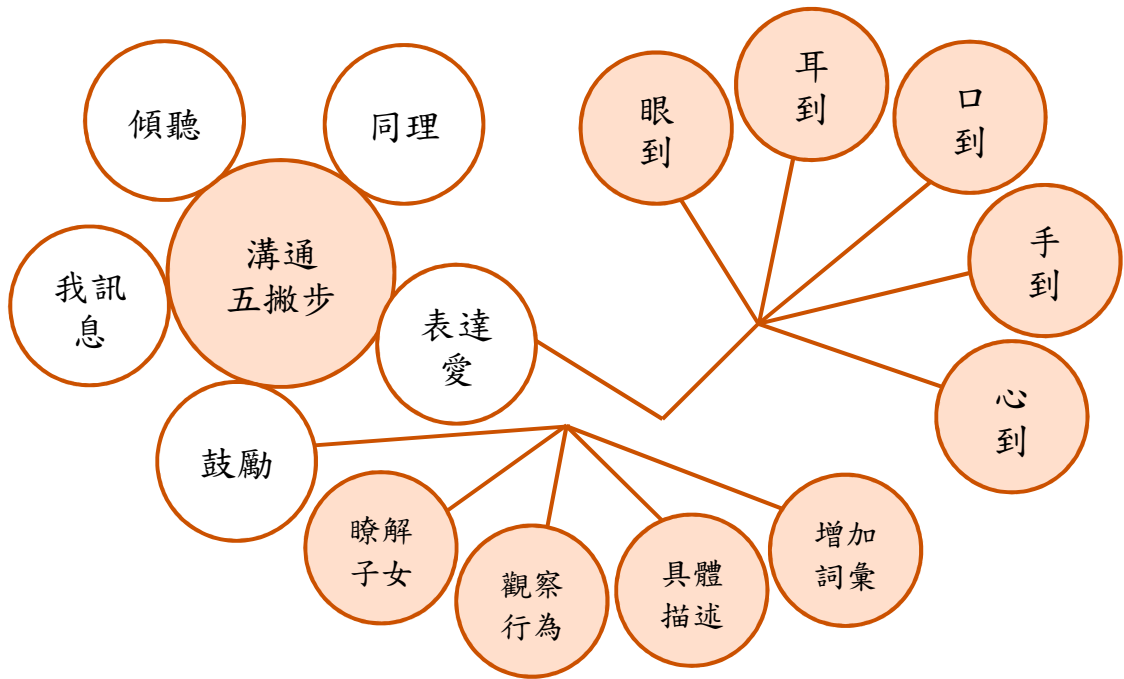 傾聽
同理
溝通
五撇步
我訊
息
表達
愛
鼓勵
眼
到
耳
到
口
到
手
到
心
到
瞭解
子女
觀察
行為
具體
描述
增加
詞彙